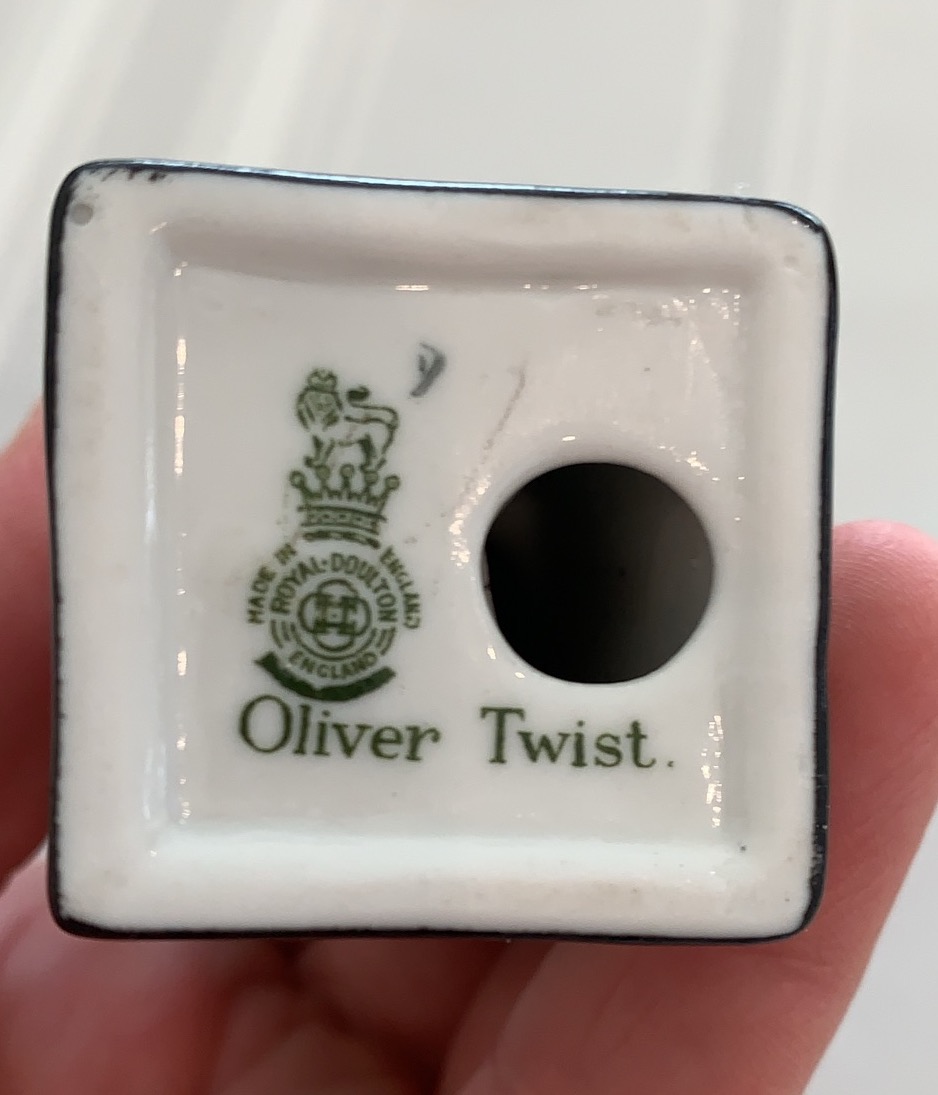 MADE IN ENGLAND
ROYAL·DOULTON
ENGLAND
Oliver Twist.